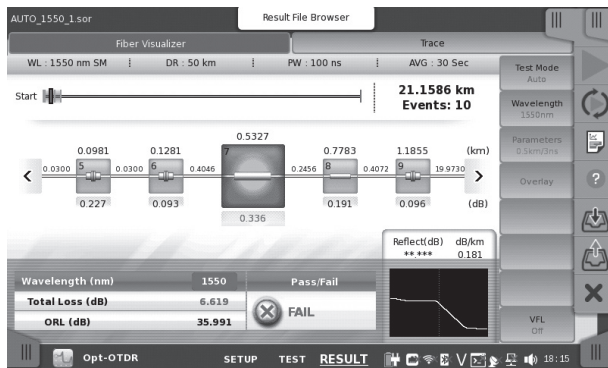 AUTO_1550_1.sor
Result File Browser
Fiber Visualizer
Trace
WL : 1550 nm SM
DR : 50 km
PW : 100 ns
AVG : 30 Sec
Start
21.1586 km
Events: 10
0.0981 0.1281 0.5327 0.7783 1.1855 (km)
0.0300 5 0.0300 6 0.4046 7 0.2456 8 0.4072 9 19.9730
0.227 0.093 0.336 0.191 0.096 (dB)
Reflect(dB) dB/km
**.*** 0.181
Wavelength (nm) 1550 Pass/Fail
Total Loss (dB) 6.619
ORL (dB) 35.991
FAIL
Test Mode
Auto
Wavelength
1550nm
Parameters
0.5km/3ns
Overlay
VFL
Off
Opt-OTDR SETUP TEST RESULT 18:15